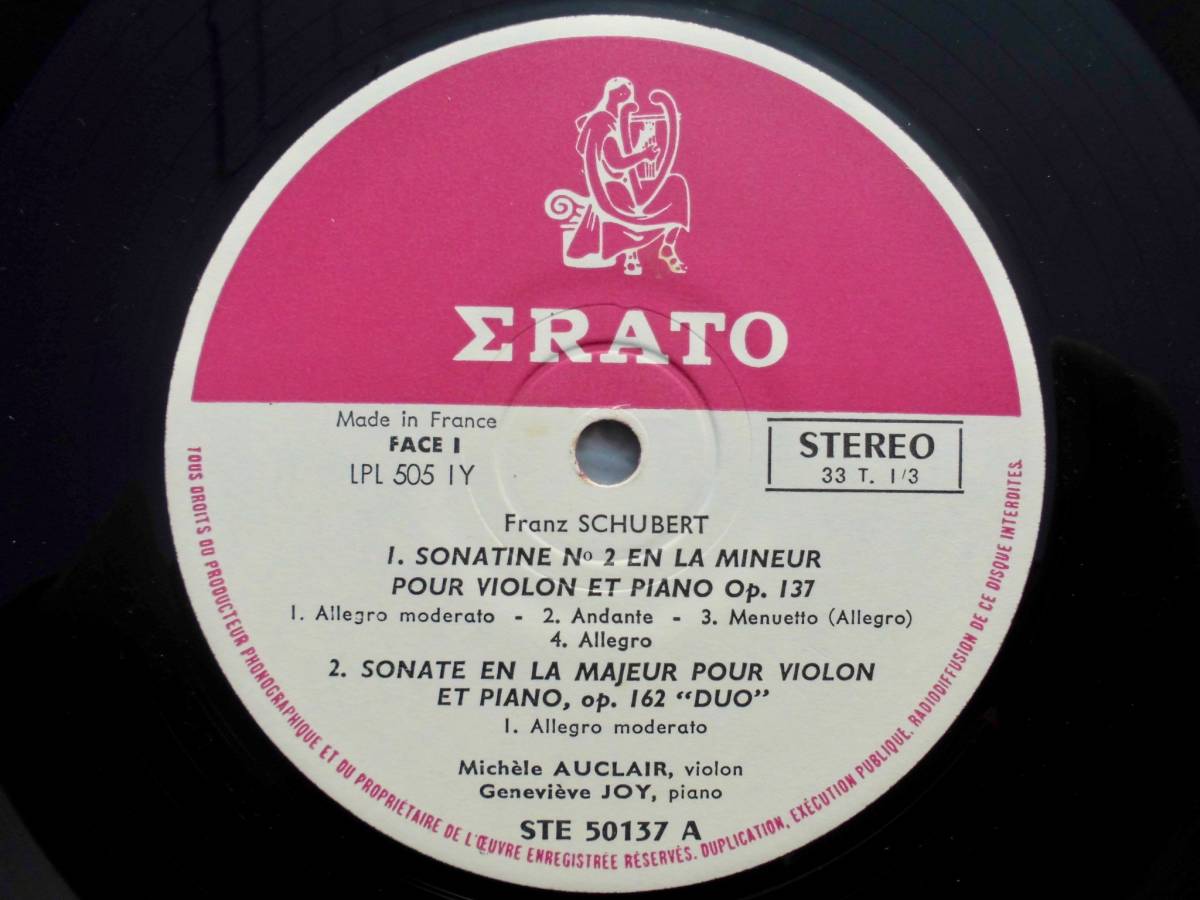 ΣRATO
Made in France
FACE I
LPL 505 IY
STEREO
33 T. 1/3
Franz SCHUBERT
1. SONATINE No 2 EN LA MINEUR
POUR VIOLON ET PIANO Op. 137
1. Allegro moderato - 2. Andante - 3. Menuetto (Allegro)
4. Allegro
2. SONATE EN LA MAJEUR POUR VIOLON
ET PIANO, op. 162 “DUO”
1. Allegro moderato
Michèle AUCLAIR, violon
Geneviève JOY, piano
STE 50137 A
TOUS DROITS DU PRODUCTEUR PHONOGRAPHIQUE ET DU PROPRIÉTAIRE DE L'ŒUVRE ENREGISTRÉE RÉSERVÉS. DUPLICATION, EXÉCUTION PUBLIQUE, RADIODIFFUSION DE CE DISQUE INTERDITES.